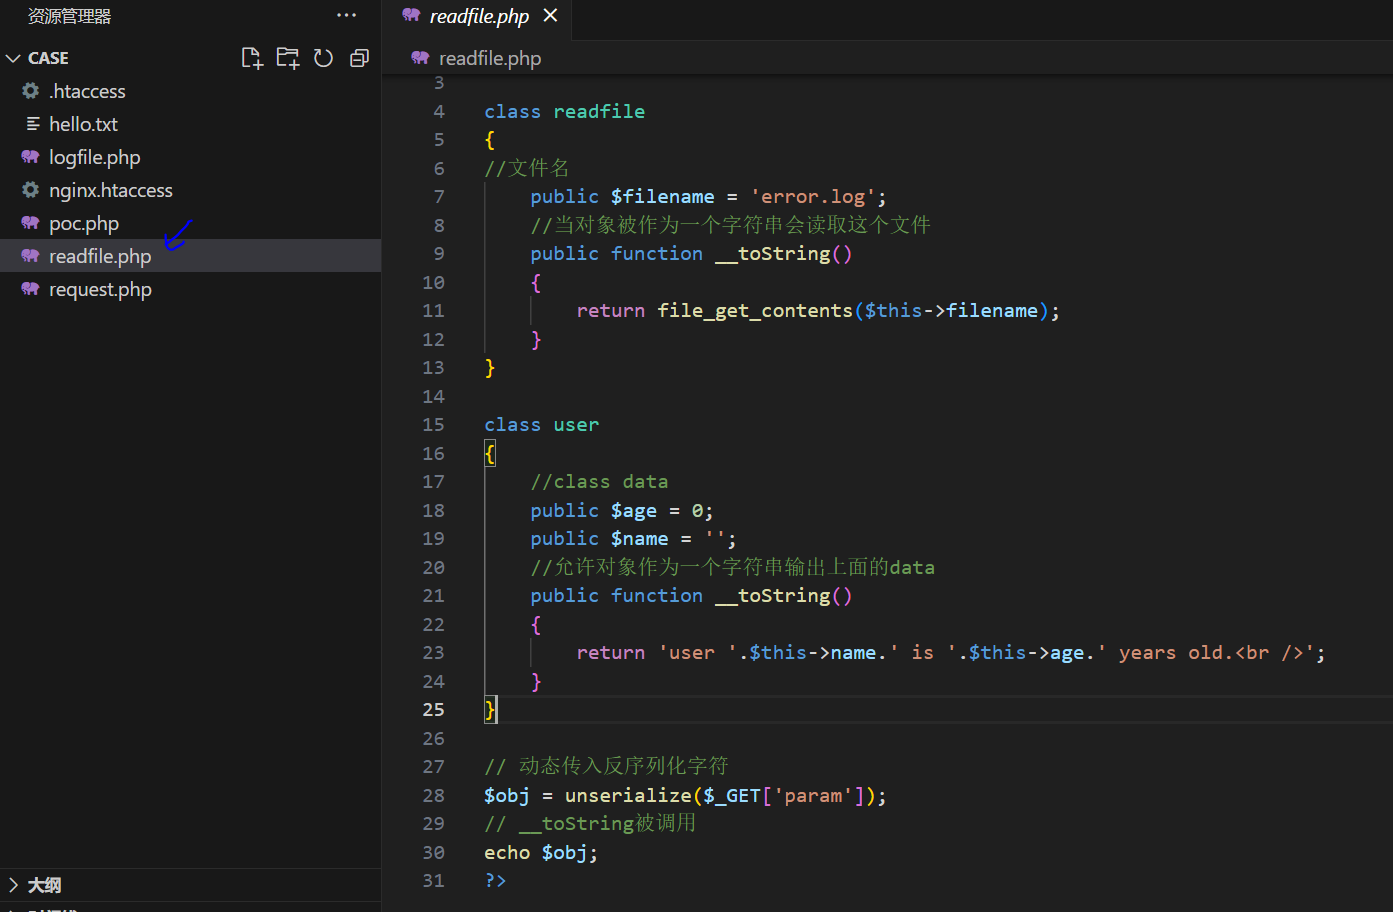 资源管理器
···
CASE
.htaccess
hello.txt
logfile.php
nginx.htaccess
poc.php
readfile.php
request.php
大纲
readfile.php
readfile.php
3
4 class readfile
5 {
6 //文件名
7 public $filename = 'error.log';
8 //当对象被作为一个字符串会读取这个文件
9 public function __toString()
10 {
11 return file_get_contents($this->filename);
12 }
13 }
14
15 class user
16 {
17 //class data
18 public $age = 0;
19 public $name = '';
20 //允许对象作为一个字符串输出上面的data
21 public function __toString()
22 {
23 return 'user '.$this->name.' is '.$this->age.' years old.<br />';
24 }
25 }
26
27 // 动态传入反序列化字符
28 $obj = unserialize($_GET['param']);
29 // __toString被调用
30 echo $obj;
31 ?>